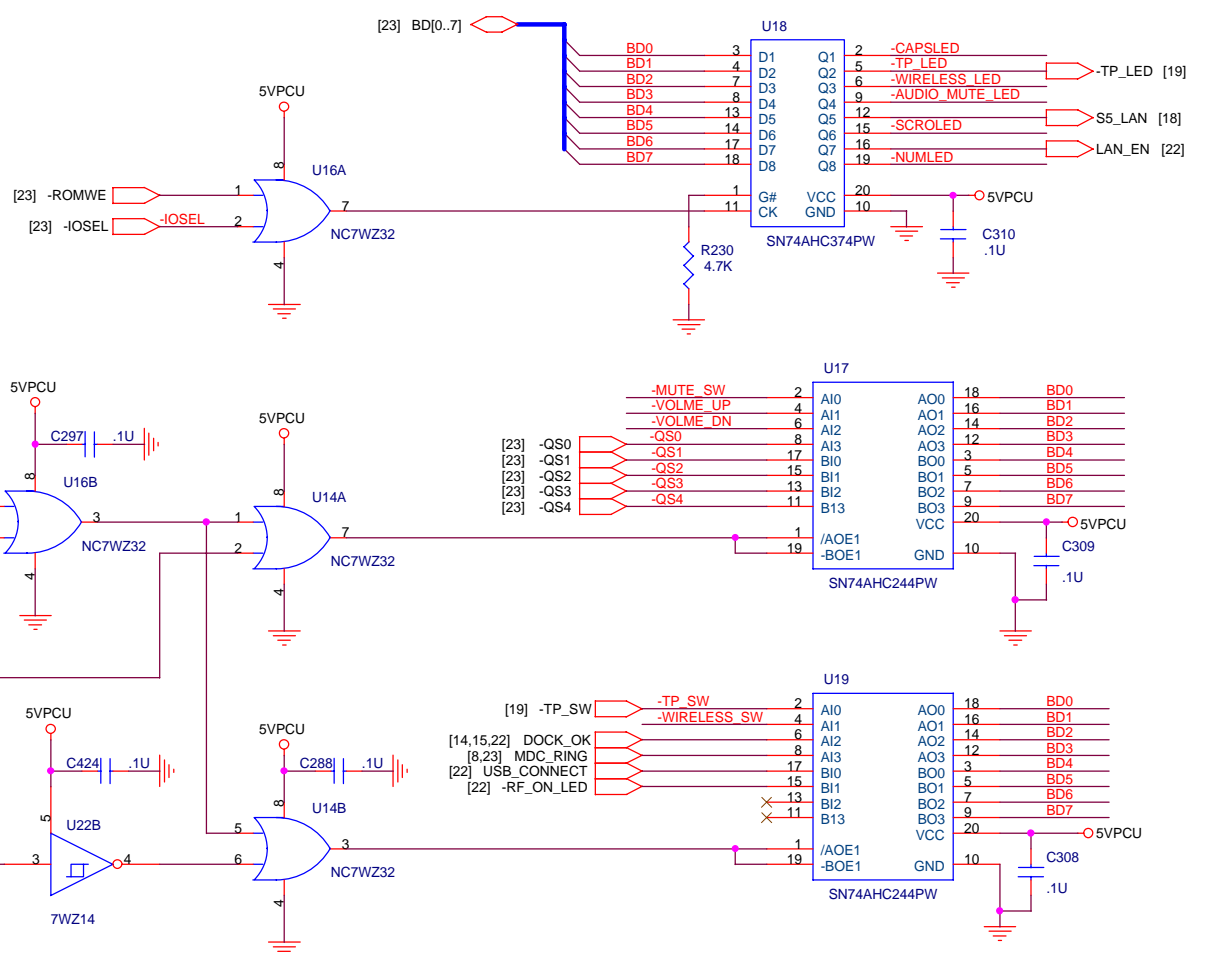 [23] BD[0..7]
U18
BD0 3 D1 Q1 2 -CAPSLED
BD1 4 D2 Q2 5 -TP_LED -TP_LED [19]
BD2 7 D3 Q3 6 -WIRELESS_LED
BD3 8 D4 Q4 9 -AUDIO_MUTE_LED
BD4 13 D5 Q5 12 S5_LAN [18]
BD5 14 D6 Q6 15 -SCROLED
BD6 17 D7 Q7 16 LAN_EN [22]
BD7 18 D8 Q8 19 -NUMLED
1 G# VCC 20 5VPCU
11 CK GND 10
SN74AHC374PW
C310
.1U
R230
4.7K
5VPCU
8
U16A
[23] -ROMWE 1
7
[23] -IOSEL -IOSEL 2
NC7WZ32
4
5VPCU
C297 .1U
8
U16B
3
NC7WZ32
4
5VPCU
8
U14A
1
7
2
NC7WZ32
4
U17
-MUTE_SW 2 AI0 AO0 18 BD0
-VOLME_UP 4 AI1 AO1 16 BD1
-VOLME_DN 6 AI2 AO2 14 BD2
[23] -QS0 -QS0 8 AI3 AO3 12 BD3
[23] -QS1 -QS1 17 BI0 BO0 3 BD4
[23] -QS2 -QS2 15 BI1 BO1 5 BD5
[23] -QS3 -QS3 13 BI2 BO2 7 BD6
[23] -QS4 -QS4 11 B13 BO3 9 BD7
VCC 20 5VPCU
1 /AOE1
19 -BOE1 GND 10
C309
.1U
SN74AHC244PW
5VPCU
C424 .1U
5
U22B
3
4
7WZ14
5VPCU
C288 .1U
8
U14B
5
3
6
NC7WZ32
4
U19
[19] -TP_SW -TP_SW 2 AI0 AO0 18 BD0
-WIRELESS_SW 4 AI1 AO1 16 BD1
[14,15,22] DOCK_OK 6 AI2 AO2 14 BD2
[8,23] MDC_RING 8 AI3 AO3 12 BD3
[22] USB_CONNECT 17 BI0 BO0 3 BD4
[22] -RF_ON_LED 15 BI1 BO1 5 BD5
13 BI2 BO2 7 BD6
11 B13 BO3 9 BD7
VCC 20 5VPCU
1 /AOE1
19 -BOE1 GND 10
C308
.1U
SN74AHC244PW